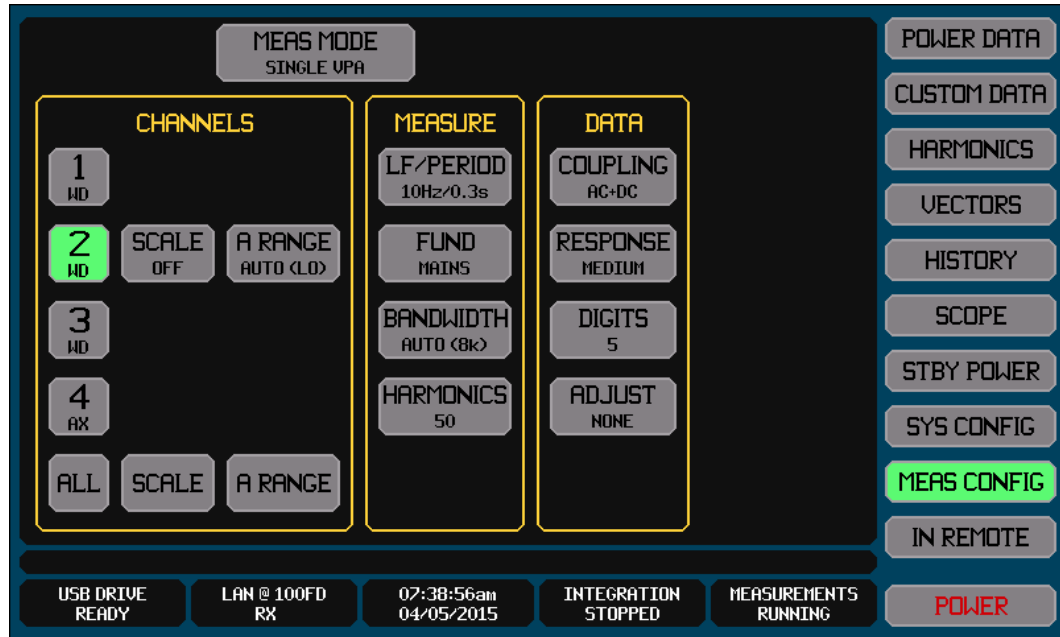 MEAS MODE
SINGLE VPA
CHANNELS
1
WD
2
WD
SCALE
OFF
A RANGE
AUTO (LO)
3
WD
4
AX
ALL
SCALE
A RANGE
MEASURE
LF/PERIOD
10Hz/0.3s
FUND
MAINS
BANDWIDTH
AUTO (8k)
HARMONICS
50
DATA
COUPLING
AC+DC
RESPONSE
MEDIUM
DIGITS
5
ADJUST
NONE
POWER DATA
CUSTOM DATA
HARMONICS
VECTORS
HISTORY
SCOPE
STBY POWER
SYS CONFIG
MEAS CONFIG
IN REMOTE
POWER
USB DRIVE
READY
LAN @ 100FD
RX
07:38:56am
04/05/2015
INTEGRATION
STOPPED
MEASUREMENTS
RUNNING